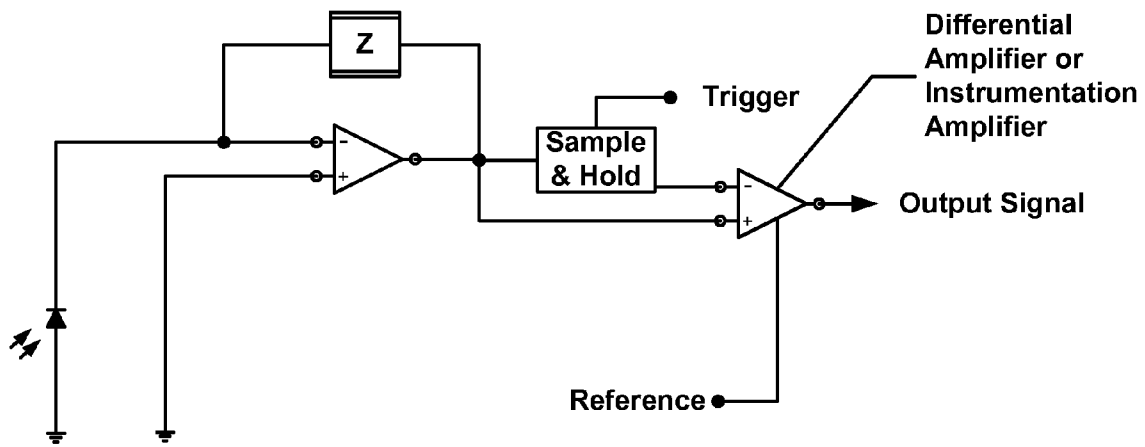 Z
Differential
Amplifier or
Instrumentation
Amplifier
Trigger
Sample
& Hold
-
+
-
+
Output Signal
Reference